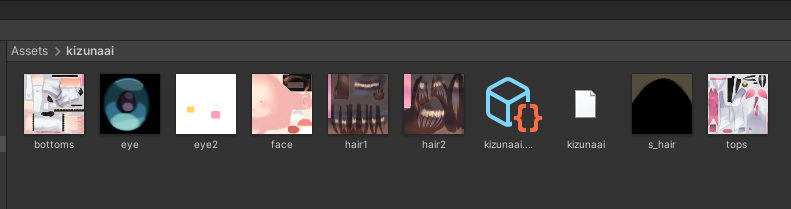 Assets > kizunaai
bottoms
eye
eye2
face
hair1
hair2
kizunaai....
kizunaai
s_hair
tops